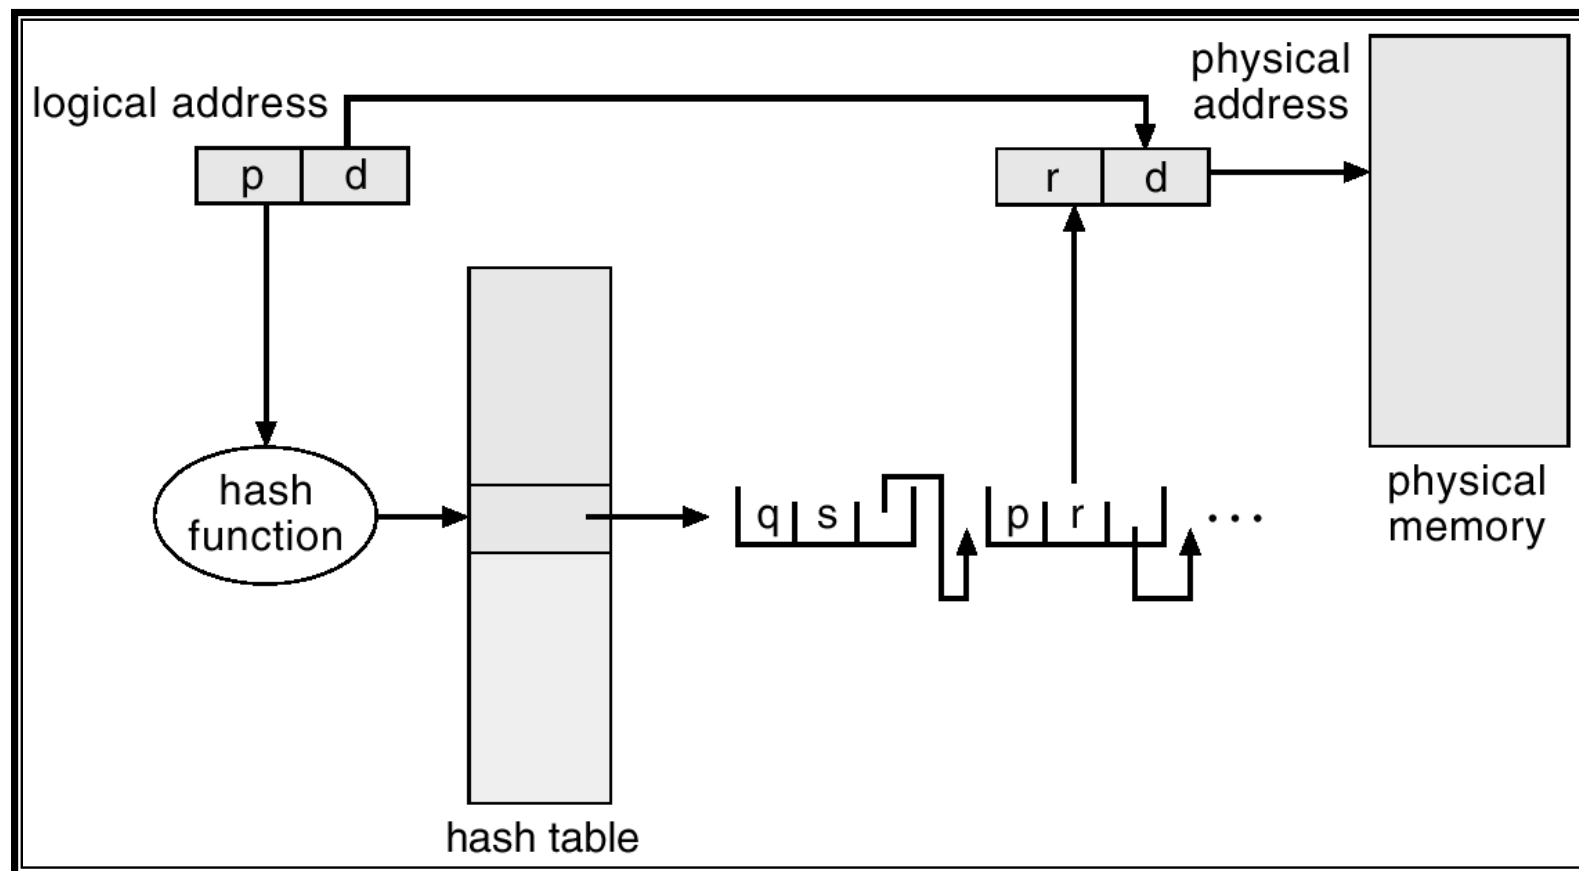 logical address
p d
physical
address
r d
hash
function
q s
p r ...
physical
memory
hash table